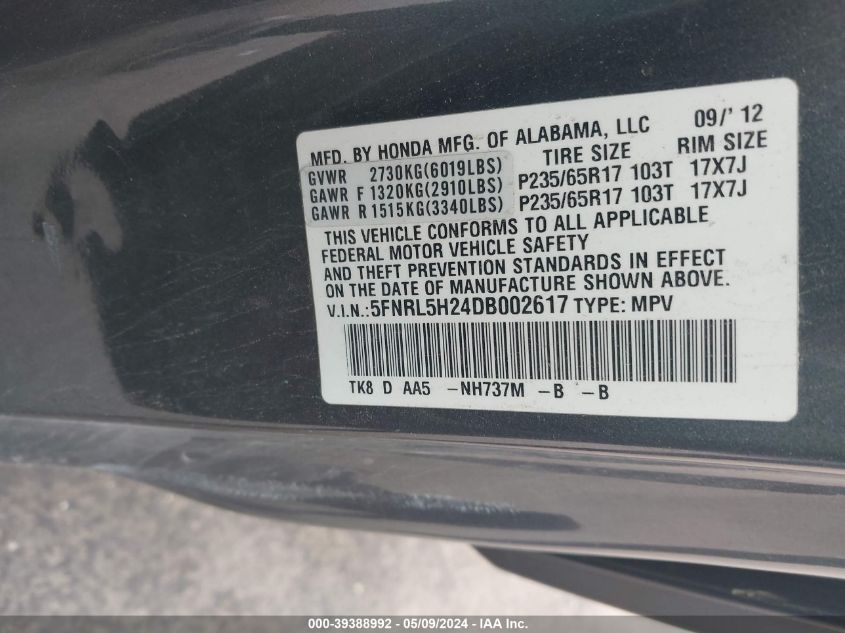 MFD. BY HONDA MFG. OF ALABAMA, LLC 09/' 12
GVWR 2730KG(6019LBS) TIRE SIZE RIM SIZE
GAWR F 1320KG(2910LBS) P235/65R17 103T 17X7J
GAWR R 1515KG(3340LBS) P235/65R17 103T 17X7J
THIS VEHICLE CONFORMS TO ALL APPLICABLE
FEDERAL MOTOR VEHICLE SAFETY
AND THEFT PREVENTION STANDARDS IN EFFECT
ON THE DATE OF MANUFACTURE SHOWN ABOVE.
V.I.N.:5FNRL5H24DB002617 TYPE: MPV
TK8 D AA5 -NH737M -B -B
000-39388992 - 05/09/2024 - IAA Inc.